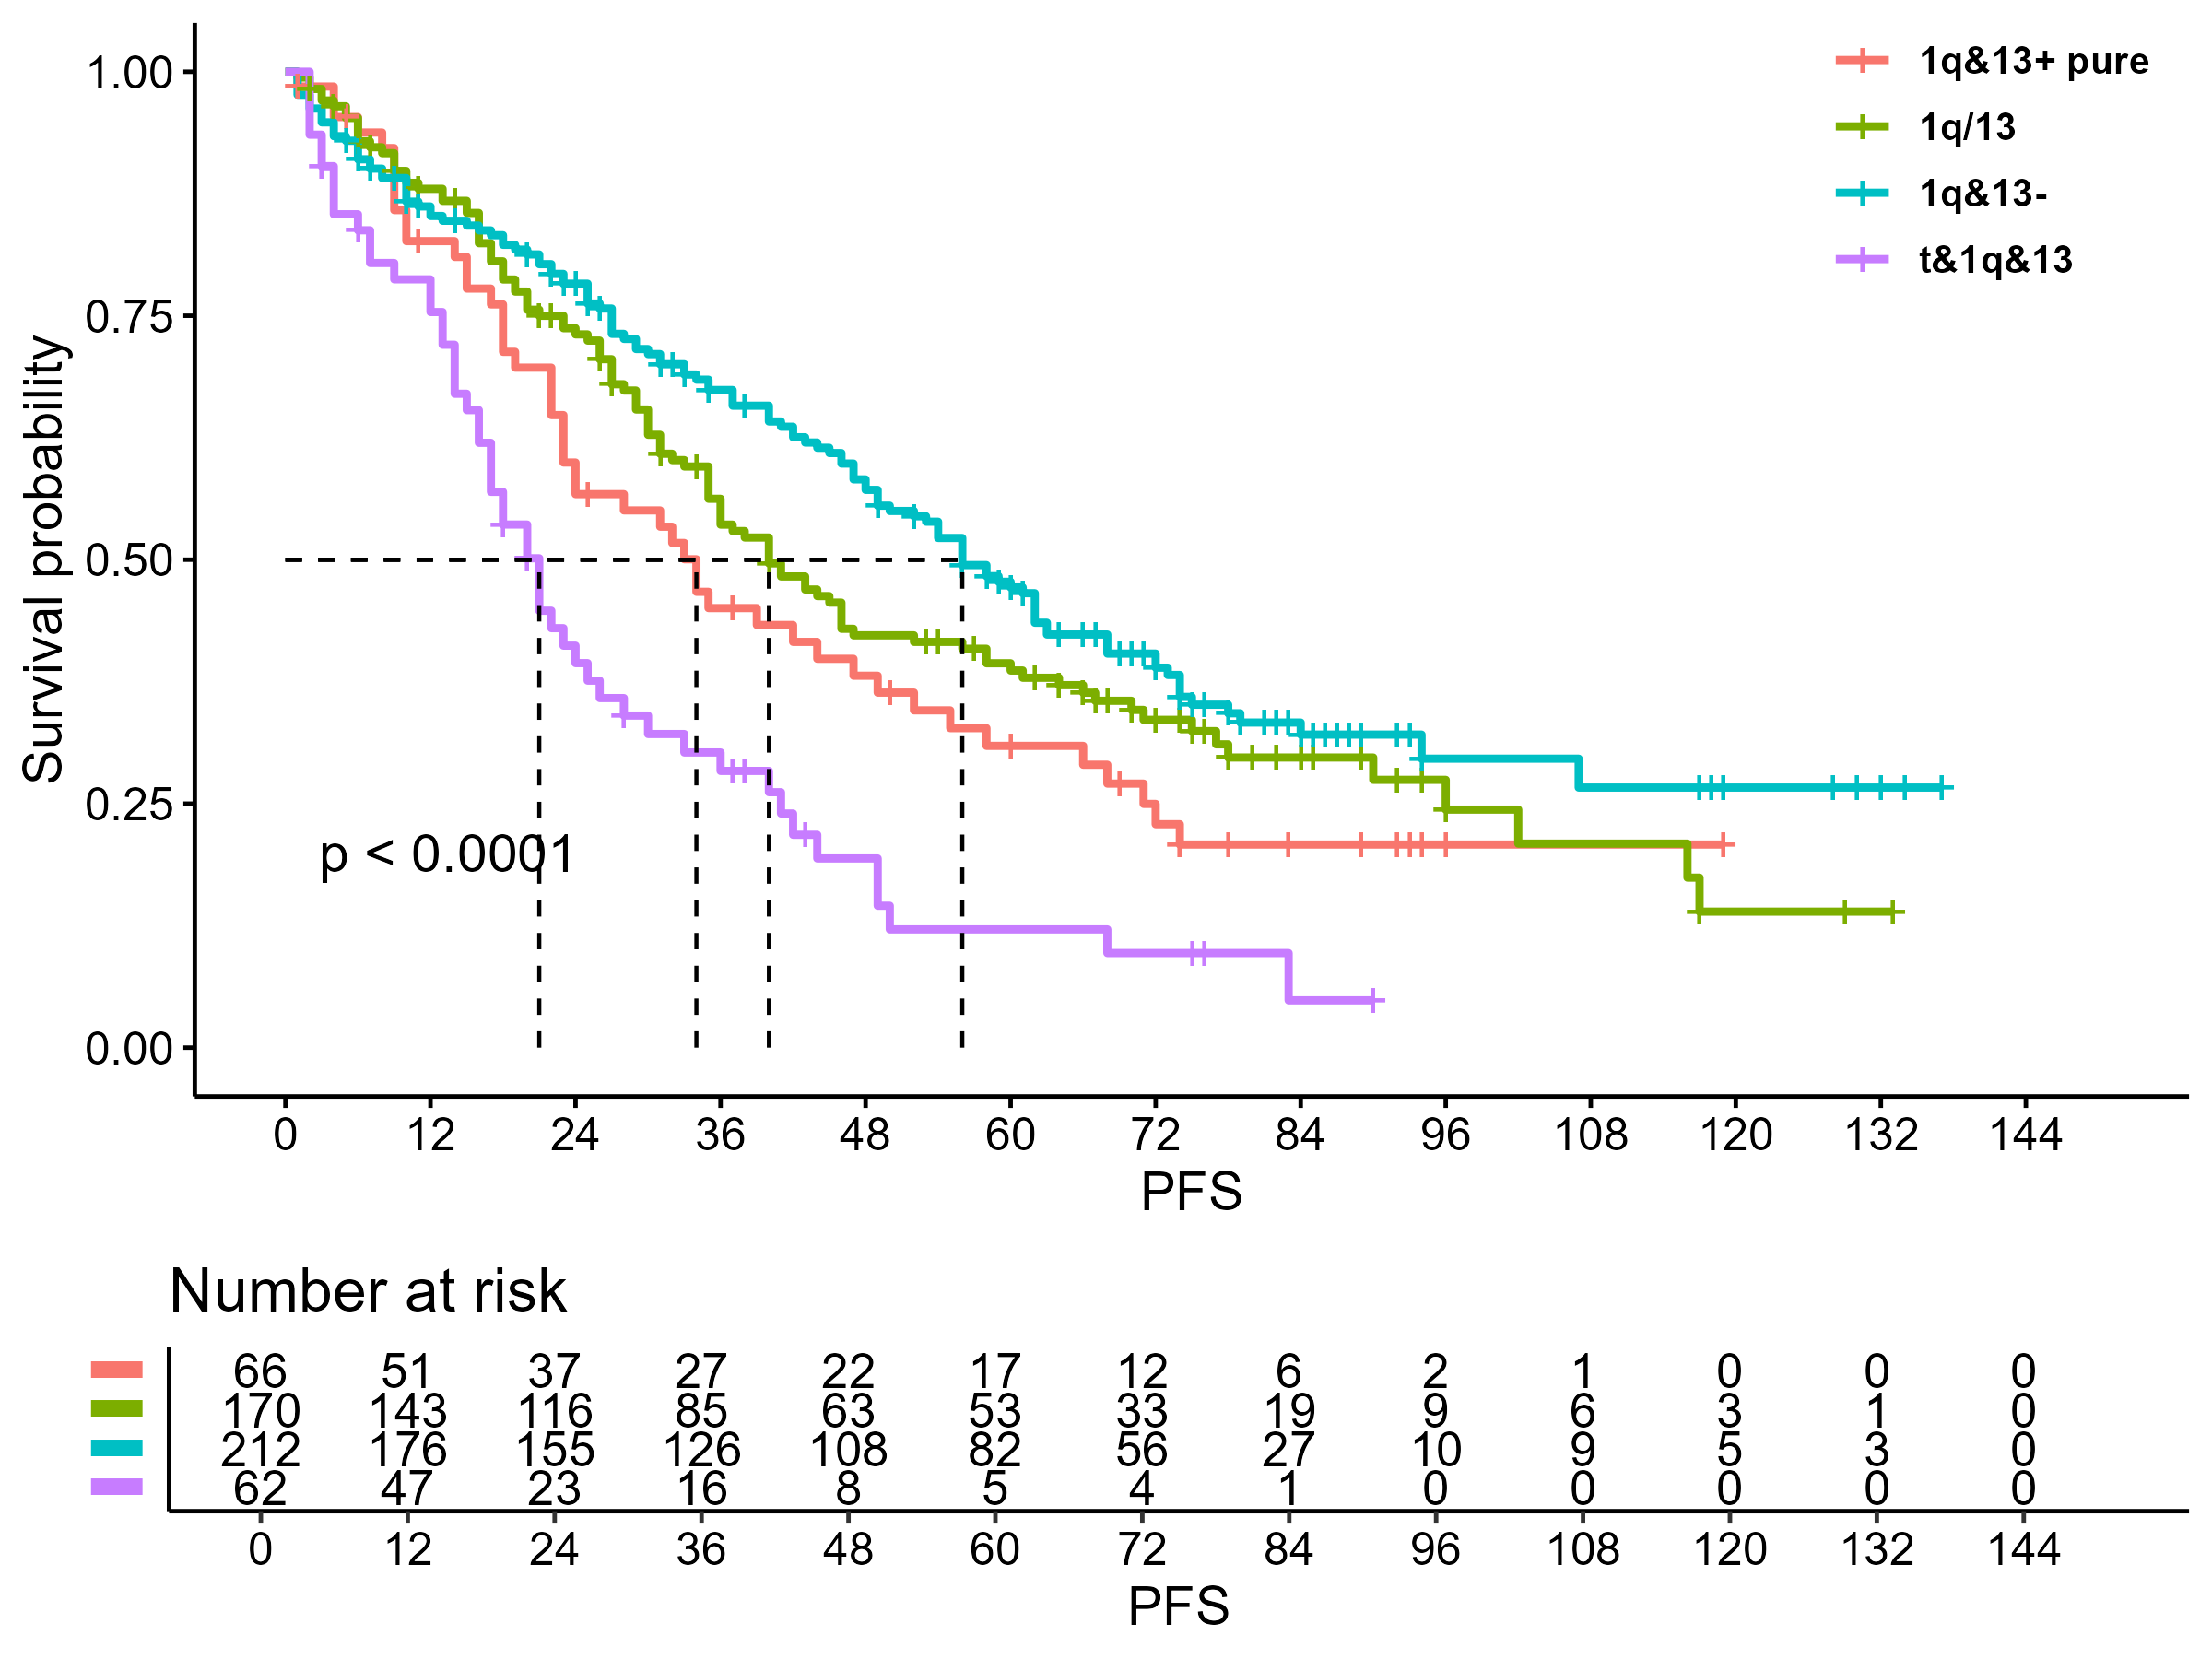 1q&13+ pure
1q/13
1q&13-
t&1q&13
Survival probability
1.00
0.75
0.50
0.25
0.00
p < 0.0001
0 12 24 36 48 60 72 84 96 108 120 132 144
PFS
Number at risk
66 51 37 27 22 17 12 6 2 1 0 0 0
170 143 116 85 63 53 33 19 9 6 3 1 0
212 176 155 126 108 82 56 27 10 9 5 3 0
62 47 23 16 8 5 4 1 0 0 0 0 0
0 12 24 36 48 60 72 84 96 108 120 132 144
PFS